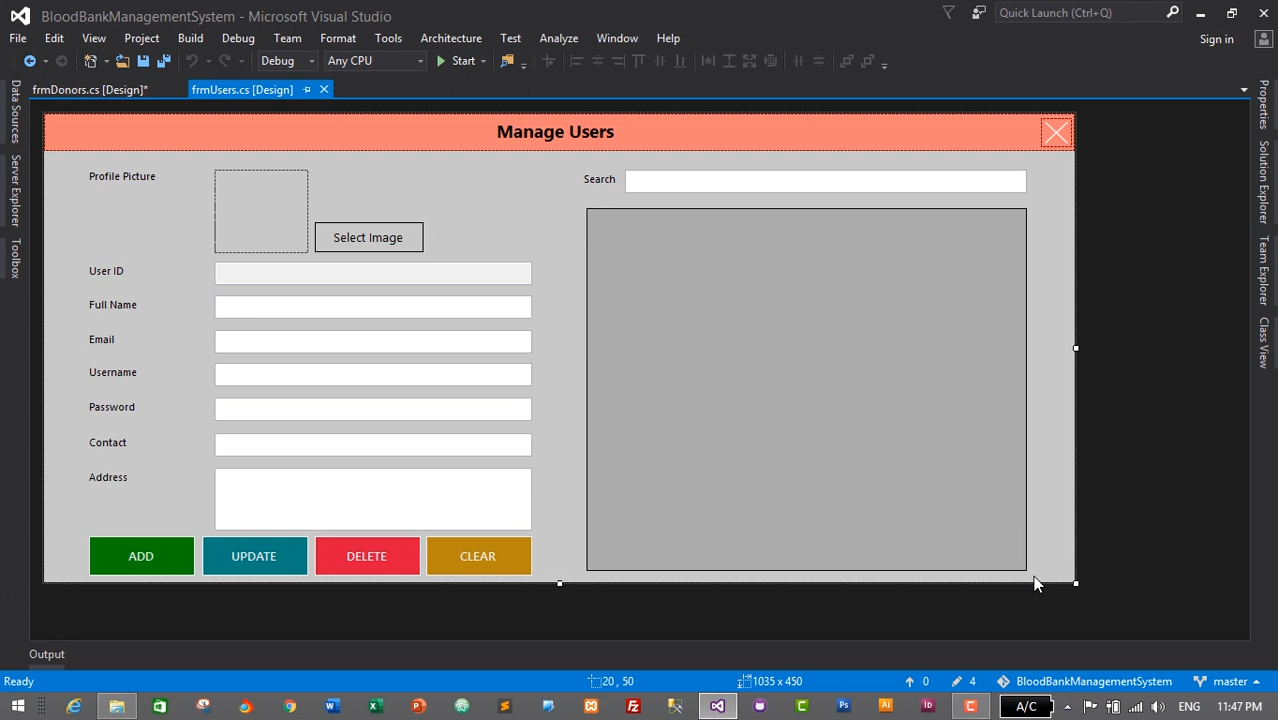 BloodBankManagementSystem - Microsoft Visual Studio
Quick Launch (Ctrl+Q)
File Edit View Project Build Debug Team Format Tools Architecture Test Analyze Window Help
Sign in
Debug Any CPU Start
frmDonors.cs [Design]* frmUsers.cs [Design]
Data Sources
Server Explorer
Toolbox
Properties
Solution Explorer
Team Explorer
Class View
Manage Users
Profile Picture
Select Image
Search
User ID
Full Name
Email
Username
Password
Contact
Address
ADD UPDATE DELETE CLEAR
Output
Ready 20 , 50 1035 x 450 0 4 BloodBankManagementSystem master
A/C ENG 11:47 PM